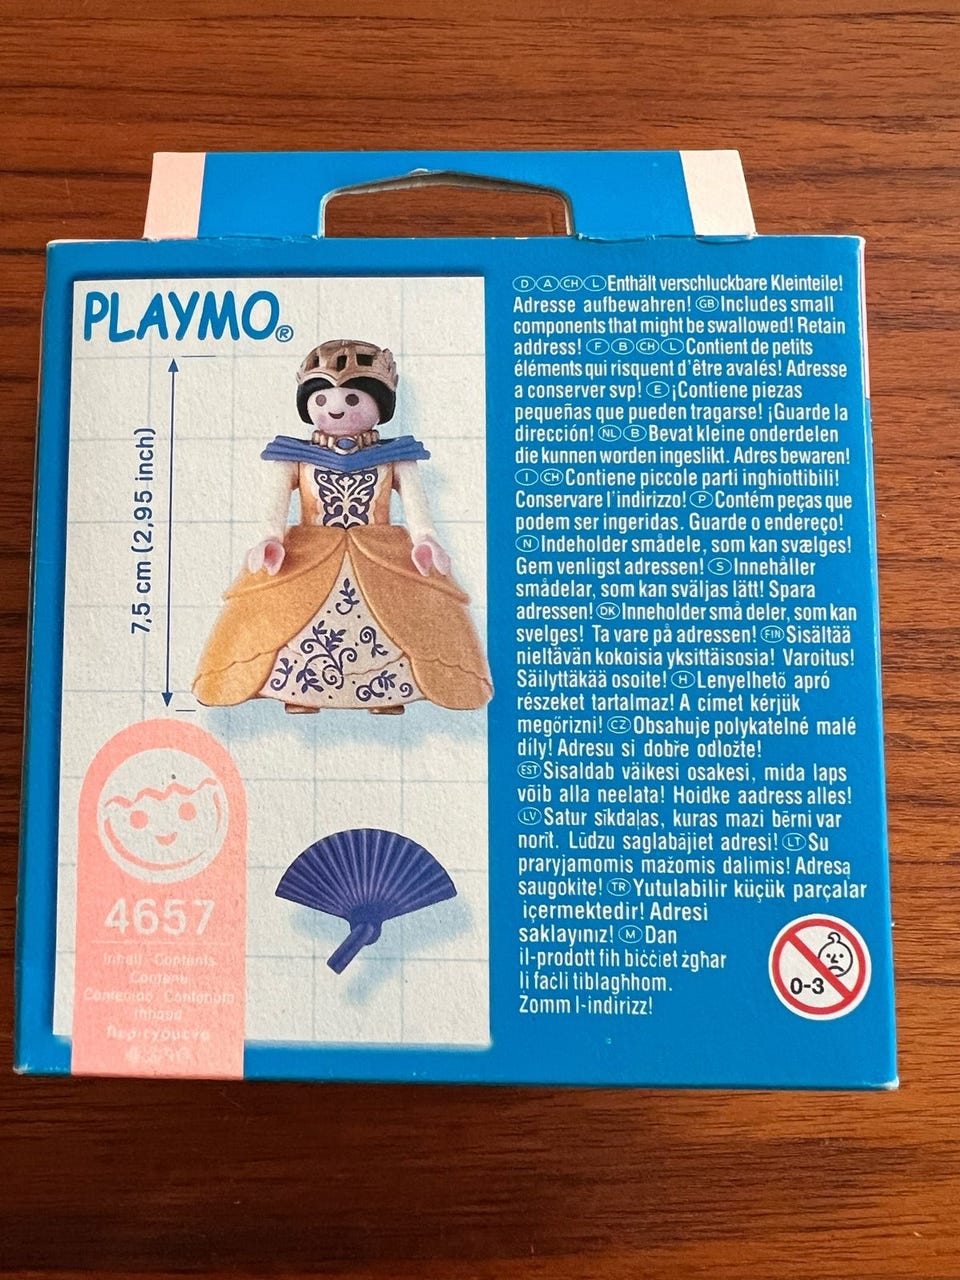 PLAYMO®
7,5 cm (2,95 inch)
4657
Inhalt · Contents
Contenu
Contenido · Contenuto
Inhoud
Περιεχόμενο
D A CH L Enthält verschluckbare Kleinteile!
Adresse aufbewahren! GB Includes small
components that might be swallowed! Retain
address! F B CH L Contient de petits
éléments qui risquent d'être avalés! Adresse
a conserver svp! E ¡Contiene piezas
pequeñas que pueden tragarse! ¡Guarde la
dirección! NL B Bevat kleine onderdelen
die kunnen worden ingeslikt. Adres bewaren!
I CH Contiene piccole parti inghiottibili!
Conservare l'indirizzo! P Contém peças que
podem ser ingeridas. Guarde o endereço!
N Indeholder smådele, som kan svælges!
Gem venligst adressen! S Innehåller
smådelar, som kan sväljas lätt! Spara
adressen! DK Inneholder små deler, som kan
svelges! Ta vare på adressen! FIN Sisältää
nieltävän kokoisia yksittäisosia! Varoitus!
Säilyttäkää osoite! H Lenyelhető apró
részeket tartalmaz! A címet kérjük
megőrizni! CZ Obsahuje polykatelné malé
díly! Adresu si dobře odložte!
EST Sisaldab väikesi osakesi, mida laps
võib alla neelata! Hoidke aadress alles!
LV Satur sīkdaļas, kuras mazi bērni var
norīt. Lūdzu saglabājiet adresi! LT Su
praryjamomis mažomis dalimis! Adresą
saugokite! TR Yutulabilir küçük parçalar
içermektedir! Adresi
saklayınız! M Dan
il-prodott fih biċċiet żgħar
li faċli tiblagħhom.
Żomm l-indirizz!
0-3